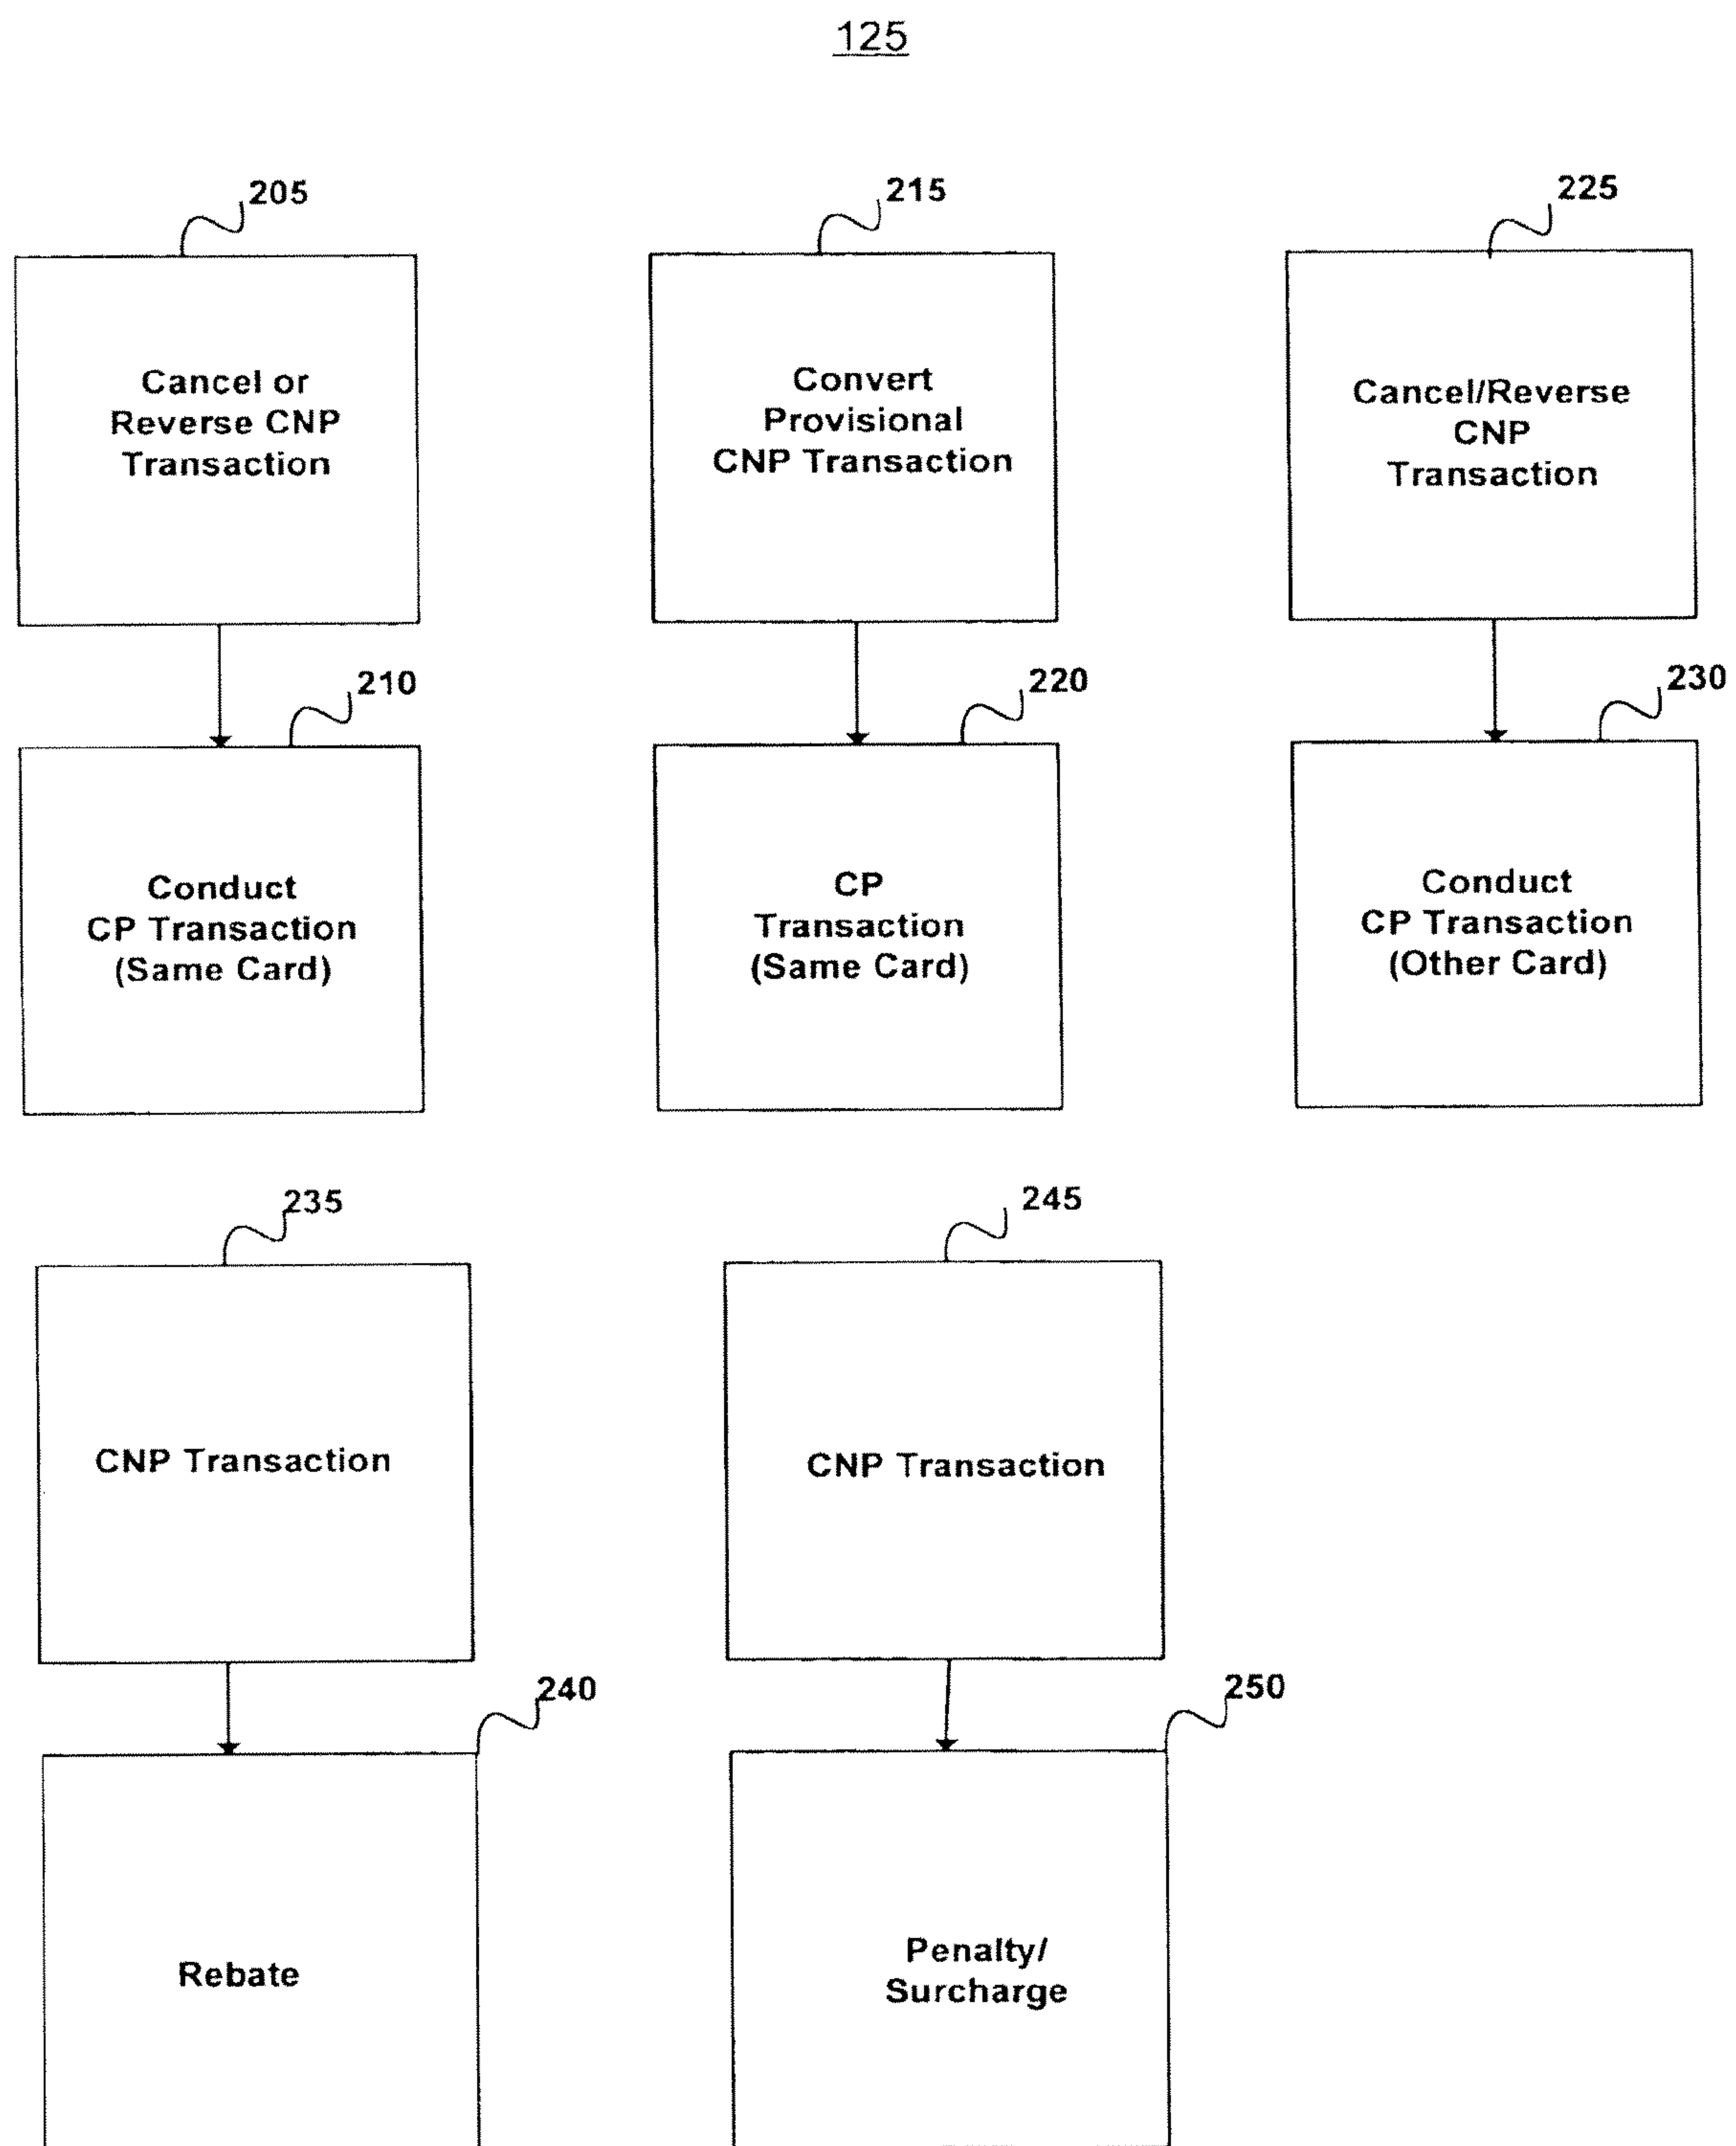 125
205
Cancel or
Reverse CNP
Transaction
215
Convert
Provisional
CNP Transaction
225
Cancel/Reverse
CNP
Transaction
210
Conduct
CP Transaction
(Same Card)
220
CP
Transaction
(Same Card)
230
Conduct
CP Transaction
(Other Card)
235
CNP Transaction
245
CNP Transaction
240
Rebate
250
Penalty/
Surcharge